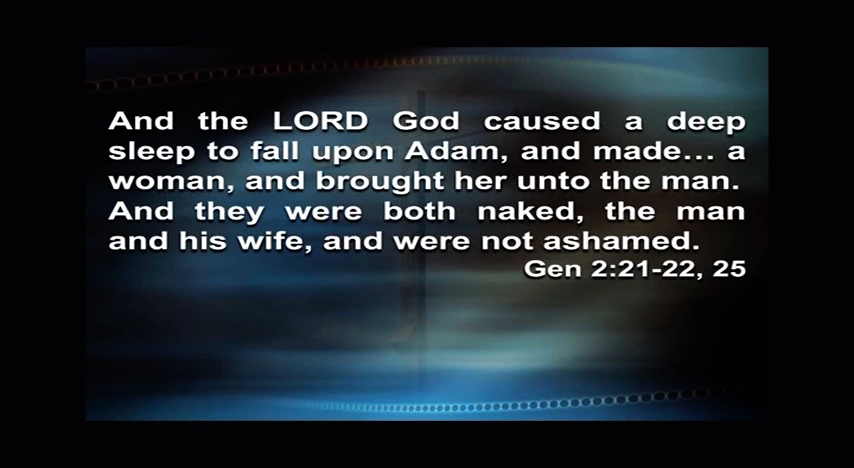 And the LORD God caused a deep
sleep to fall upon Adam, and made... a
woman, and brought her unto the man.
And they were both naked, the man
and his wife, and were not ashamed.
Gen 2:21-22, 25